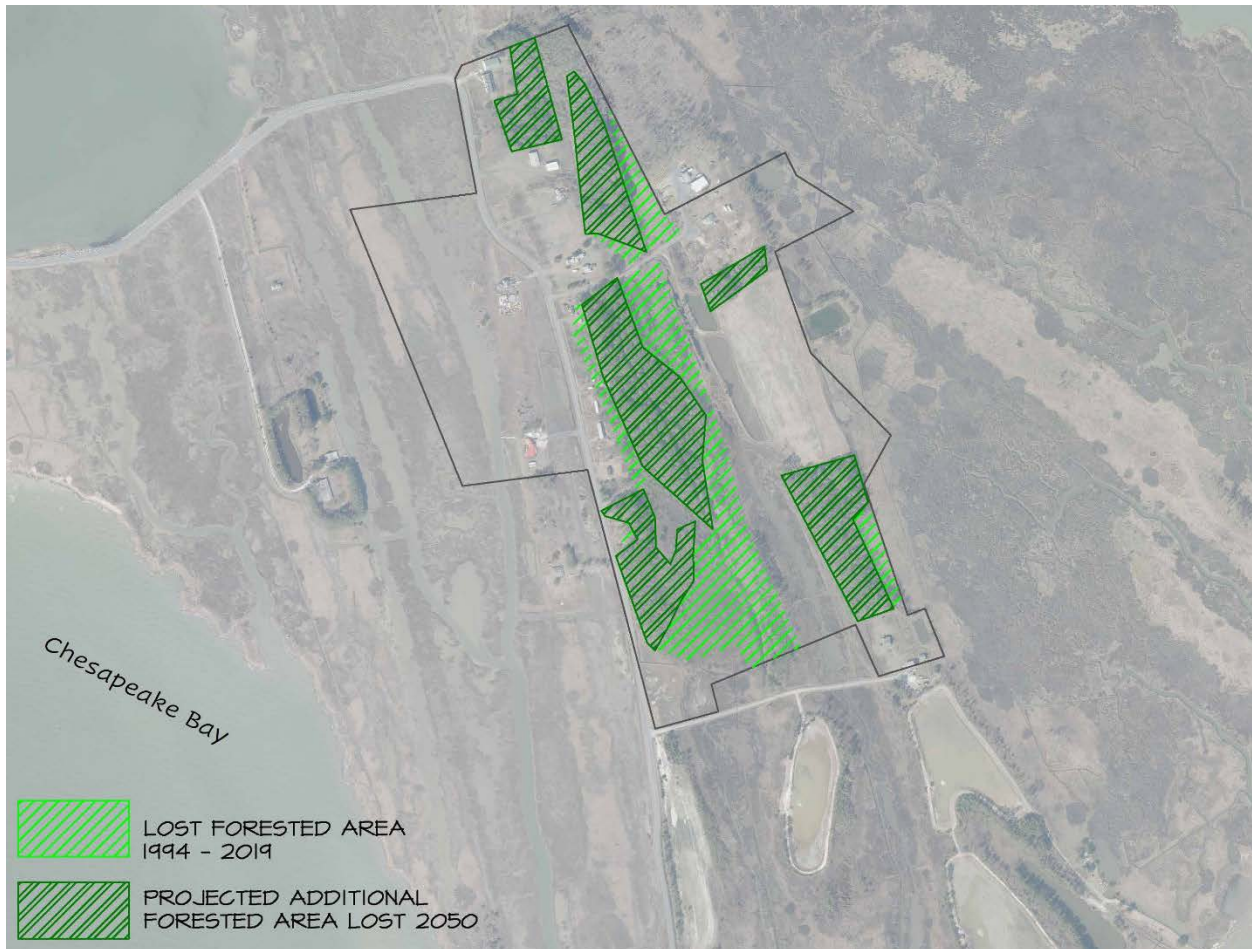 Chesapeake Bay
LOST FORESTED AREA
1994 - 2019
PROJECTED ADDITIONAL
FORESTED AREA LOST 2050